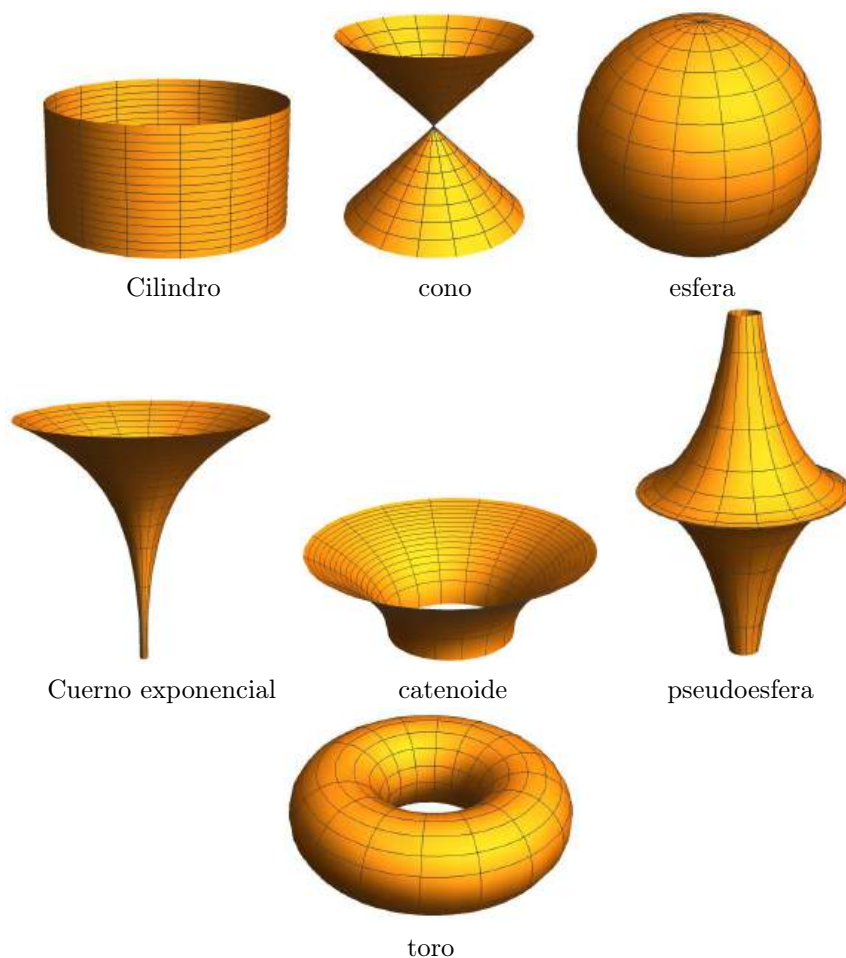 Cilindro cono esfera
Cuerno exponencial catenoide pseudoesfera
toro